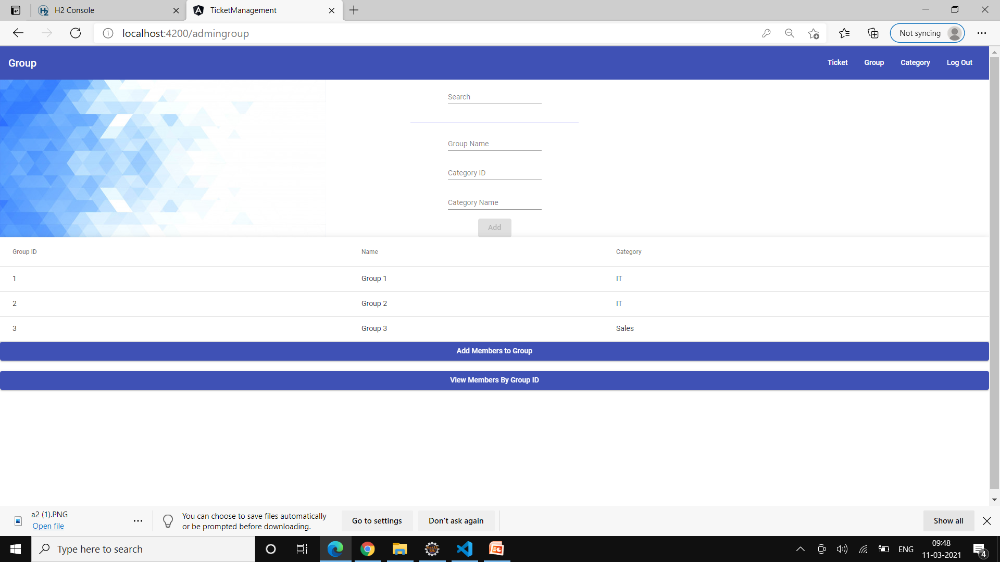 H2 Console
TicketManagement
localhost:4200/admingroup
Not syncing
Group
Ticket
Group
Category
Log Out
Search
Group Name
Category ID
Category Name
Add
Group ID Name Category
1 Group 1 IT
2 Group 2 IT
3 Group 3 Sales
Add Members to Group
View Members By Group ID
a2 (1).PNG
Open file
You can choose to save files automatically
or be prompted before downloading.
Go to settings
Don't ask again
Show all
Type here to search
ENG
09:48
11-03-2021
4